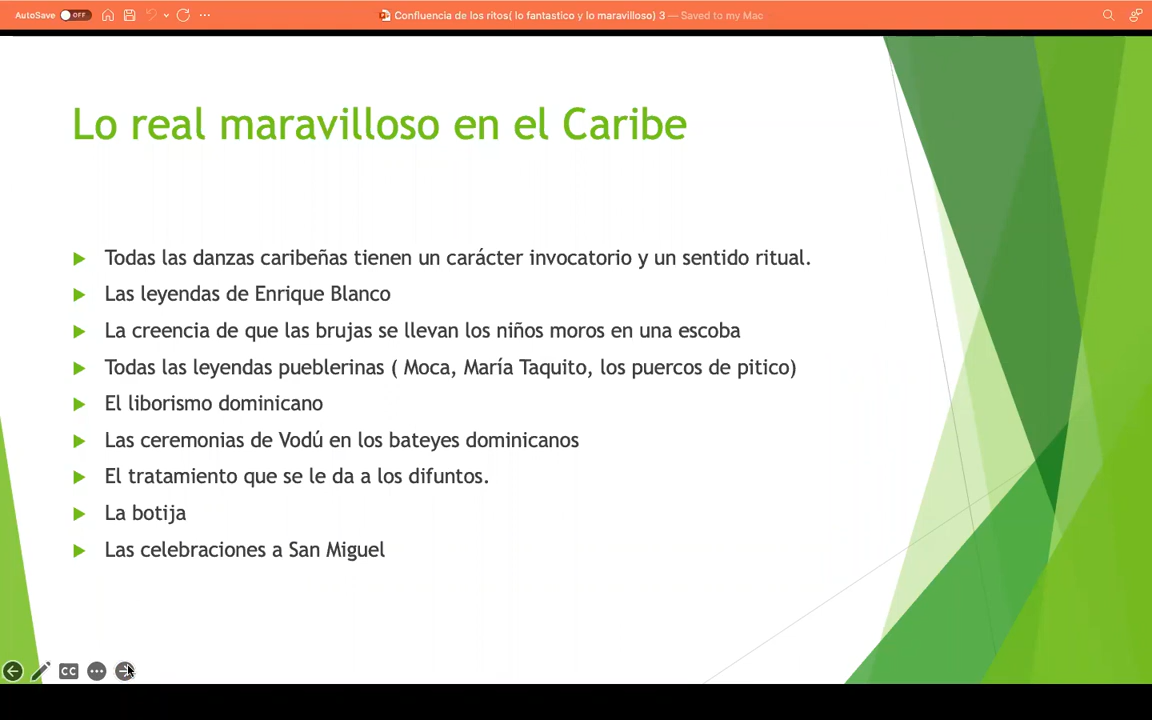 AutoSave OFF
Confluencia de los ritos( lo fantastico y lo maravilloso) 3 — Saved to my Mac
Lo real maravilloso en el Caribe
Todas las danzas caribeñas tienen un carácter invocatorio y un sentido ritual.
Las leyendas de Enrique Blanco
La creencia de que las brujas se llevan los niños moros en una escoba
Todas las leyendas pueblerinas ( Moca, María Taquito, los puercos de pitico)
El liborismo dominicano
Las ceremonias de Vodú en los bateyes dominicanos
El tratamiento que se le da a los difuntos.
La botija
Las celebraciones a San Miguel
CC